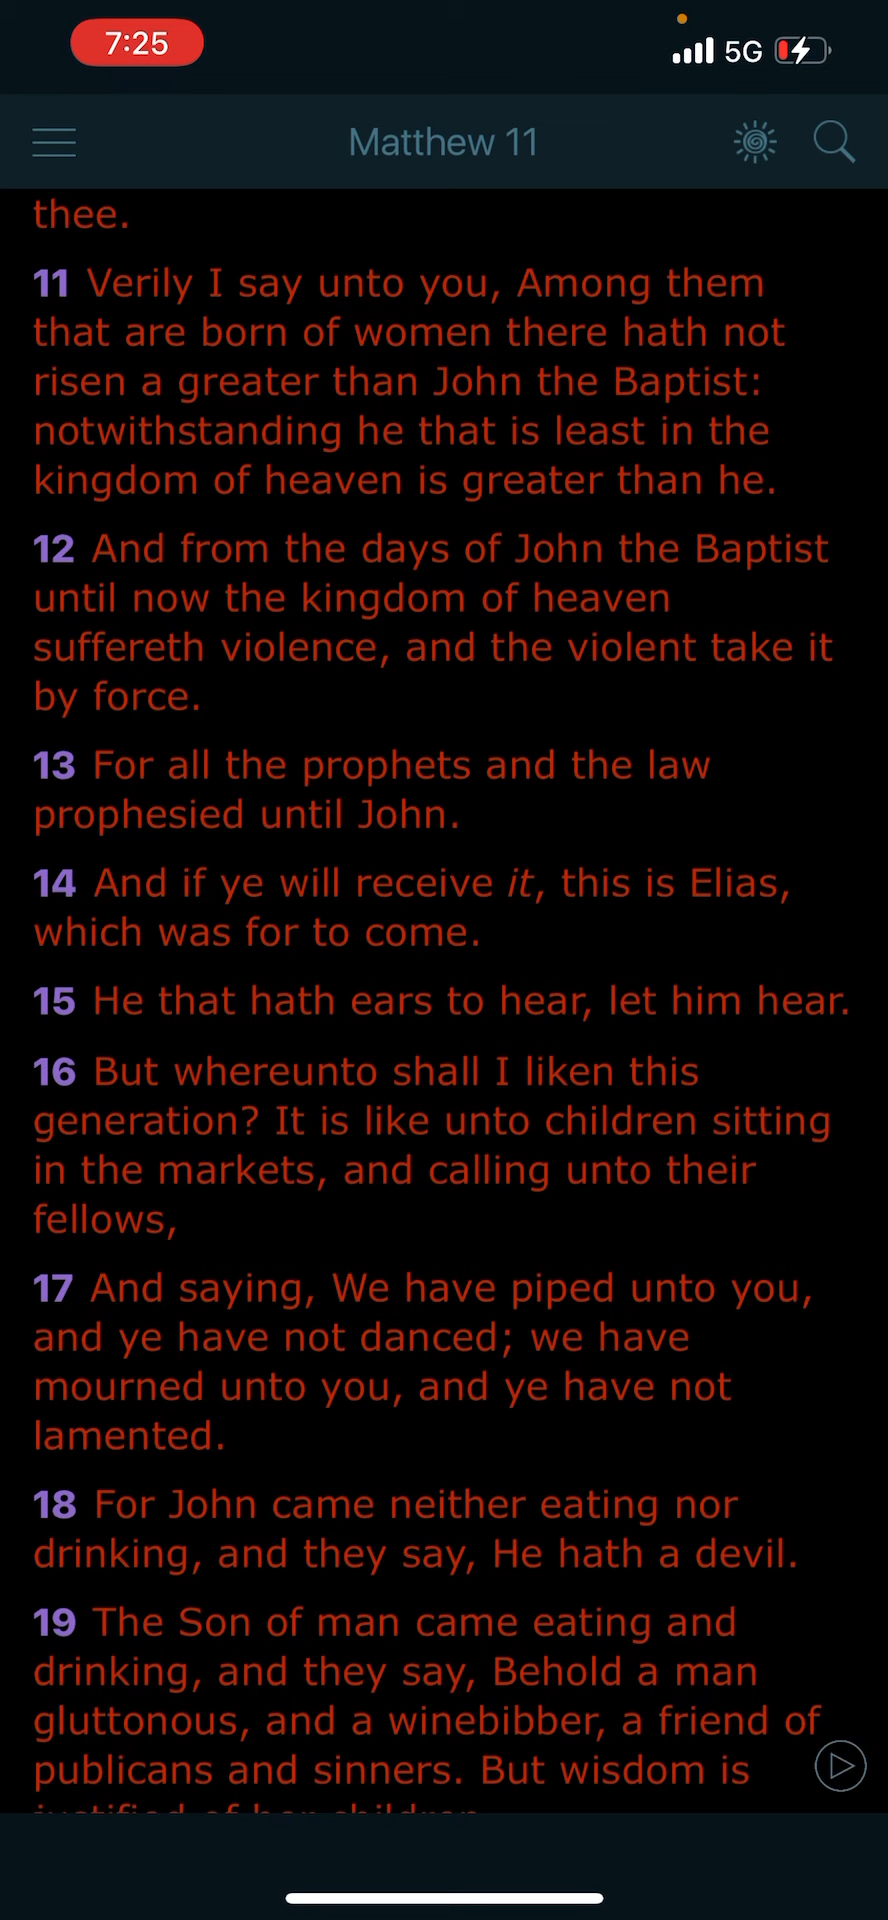 7:25
5G
Matthew 11
thee.
11 Verily I say unto you, Among them
that are born of women there hath not
risen a greater than John the Baptist:
notwithstanding he that is least in the
kingdom of heaven is greater than he.
12 And from the days of John the Baptist
until now the kingdom of heaven
suffereth violence, and the violent take it
by force.
13 For all the prophets and the law
prophesied until John.
14 And if ye will receive it, this is Elias,
which was for to come.
15 He that hath ears to hear, let him hear.
16 But whereunto shall I liken this
generation? It is like unto children sitting
in the markets, and calling unto their
fellows,
17 And saying, We have piped unto you,
and ye have not danced; we have
mourned unto you, and ye have not
lamented.
18 For John came neither eating nor
drinking, and they say, He hath a devil.
19 The Son of man came eating and
drinking, and they say, Behold a man
gluttonous, and a winebibber, a friend of
publicans and sinners. But wisdom is
justified of her children.